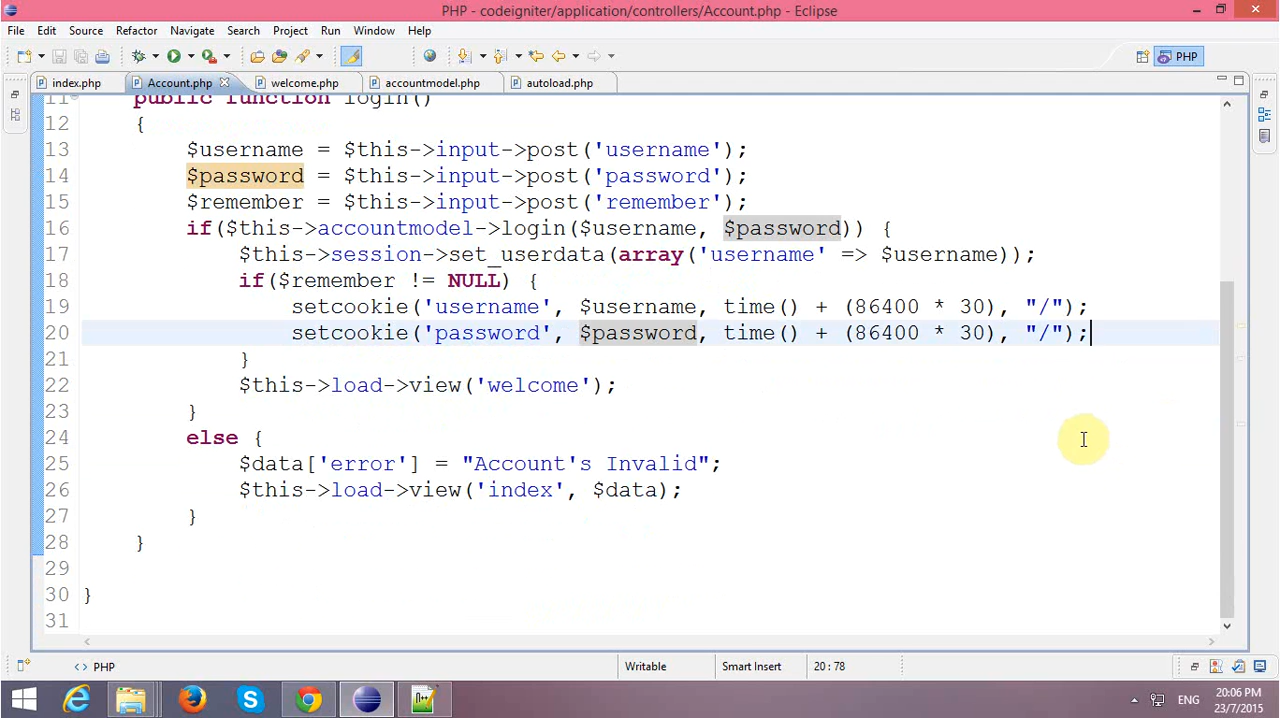 PHP - codeigniter/application/controllers/Account.php - Eclipse
File Edit Source Refactor Navigate Search Project Run Window Help
PHP
index.php Account.php welcome.php accountmodel.php autoload.php
11 public function login()
12 {
13 $username = $this->input->post('username');
14 $password = $this->input->post('password');
15 $remember = $this->input->post('remember');
16 if($this->accountmodel->login($username, $password)) {
17 $this->session->set_userdata(array('username' => $username));
18 if($remember != NULL) {
19 setcookie('username', $username, time() + (86400 * 30), "/");
20 setcookie('password', $password, time() + (86400 * 30), "/");
21 }
22 $this->load->view('welcome');
23 }
24 else {
25 $data['error'] = "Account's Invalid";
26 $this->load->view('index', $data);
27 }
28 }
29
30 }
31
PHP Writable Smart Insert 20:78
ENG 20:06 PM
23/7/2015